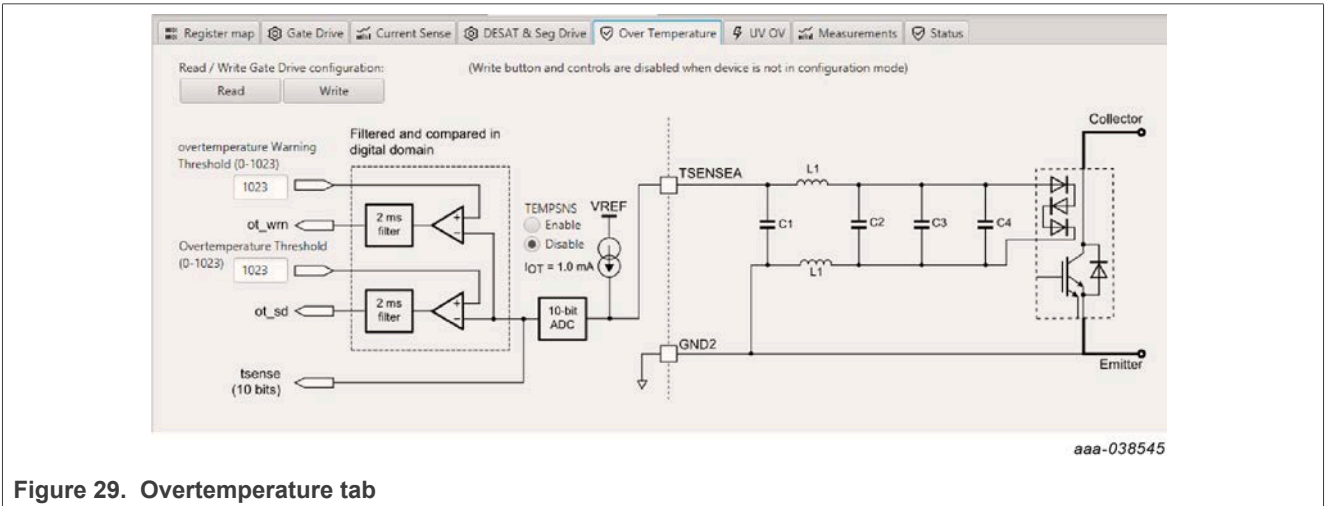 Register map Gate Drive Current Sense DESAT & Seg Drive Over Temperature UV OV Measurements Status
Read / Write Gate Drive configuration: (Write button and controls are disabled when device is not in configuration mode)
Read Write
overtemperature Warning
Threshold (0-1023)
1023
ot_wrn
Overtemperature Threshold
(0-1023)
1023
ot_sd
tsense
(10 bits)
Filtered and compared in
digital domain
2 ms
filter
+
−
2 ms
filter
+
−
TEMPSNS
Enable
Disable
IOT = 1.0 mA
VREF
10-bit
ADC
TSENSEA
GND2
L1
C1
C2
C3
C4
L1
Collector
Emitter
aaa-038545
Figure 29. Overtemperature tab